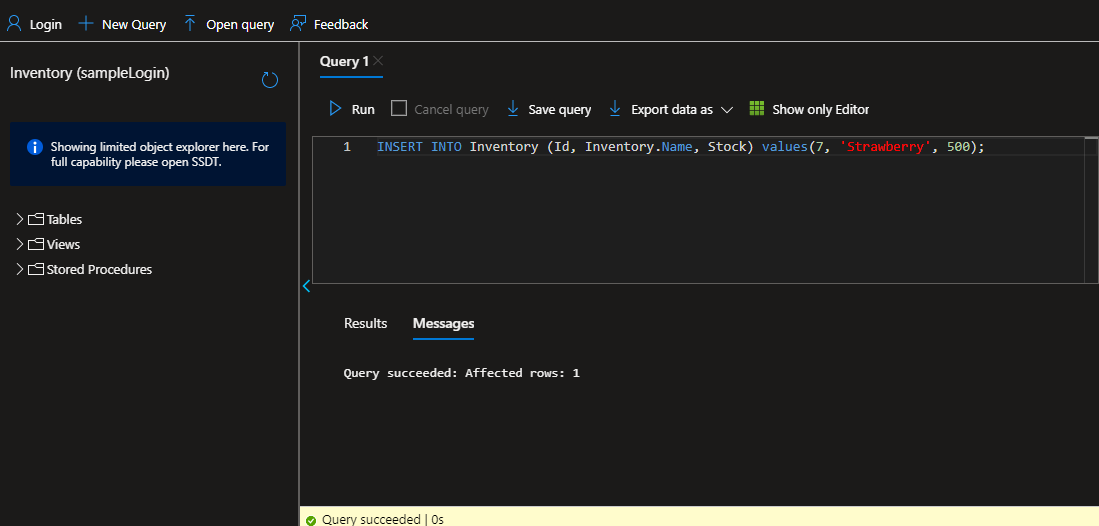 Login New Query Open query Feedback
Inventory (sampleLogin)
Showing limited object explorer here. For
full capability please open SSDT.
Tables
Views
Stored Procedures
Query 1
Run Cancel query Save query Export data as Show only Editor
1 INSERT INTO Inventory (Id, Inventory.Name, Stock) values(7, 'Strawberry', 500);
Results Messages
Query succeeded: Affected rows: 1
Query succeeded | 0s